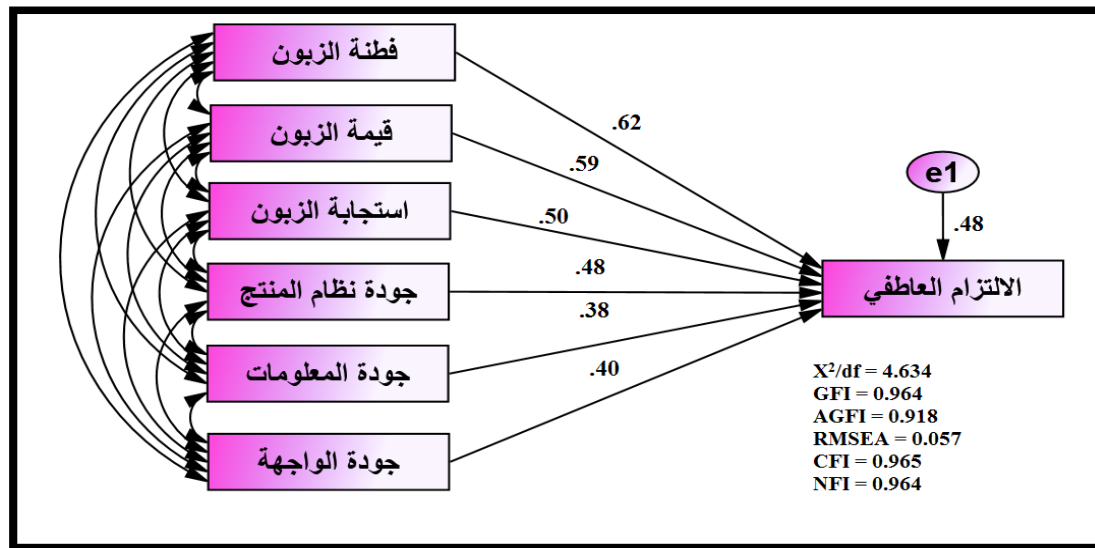 فطنة الزبون
قيمة الزبون
استجابة الزبون
جودة نظام المنتج
جودة المعلومات
جودة الواجهة
.62
.59
.50
.48
.38
.40
e1
.48
الالتزام العاطفي
X²/df = 4.634
GFI = 0.964
AGFI = 0.918
RMSEA = 0.057
CFI = 0.965
NFI = 0.964